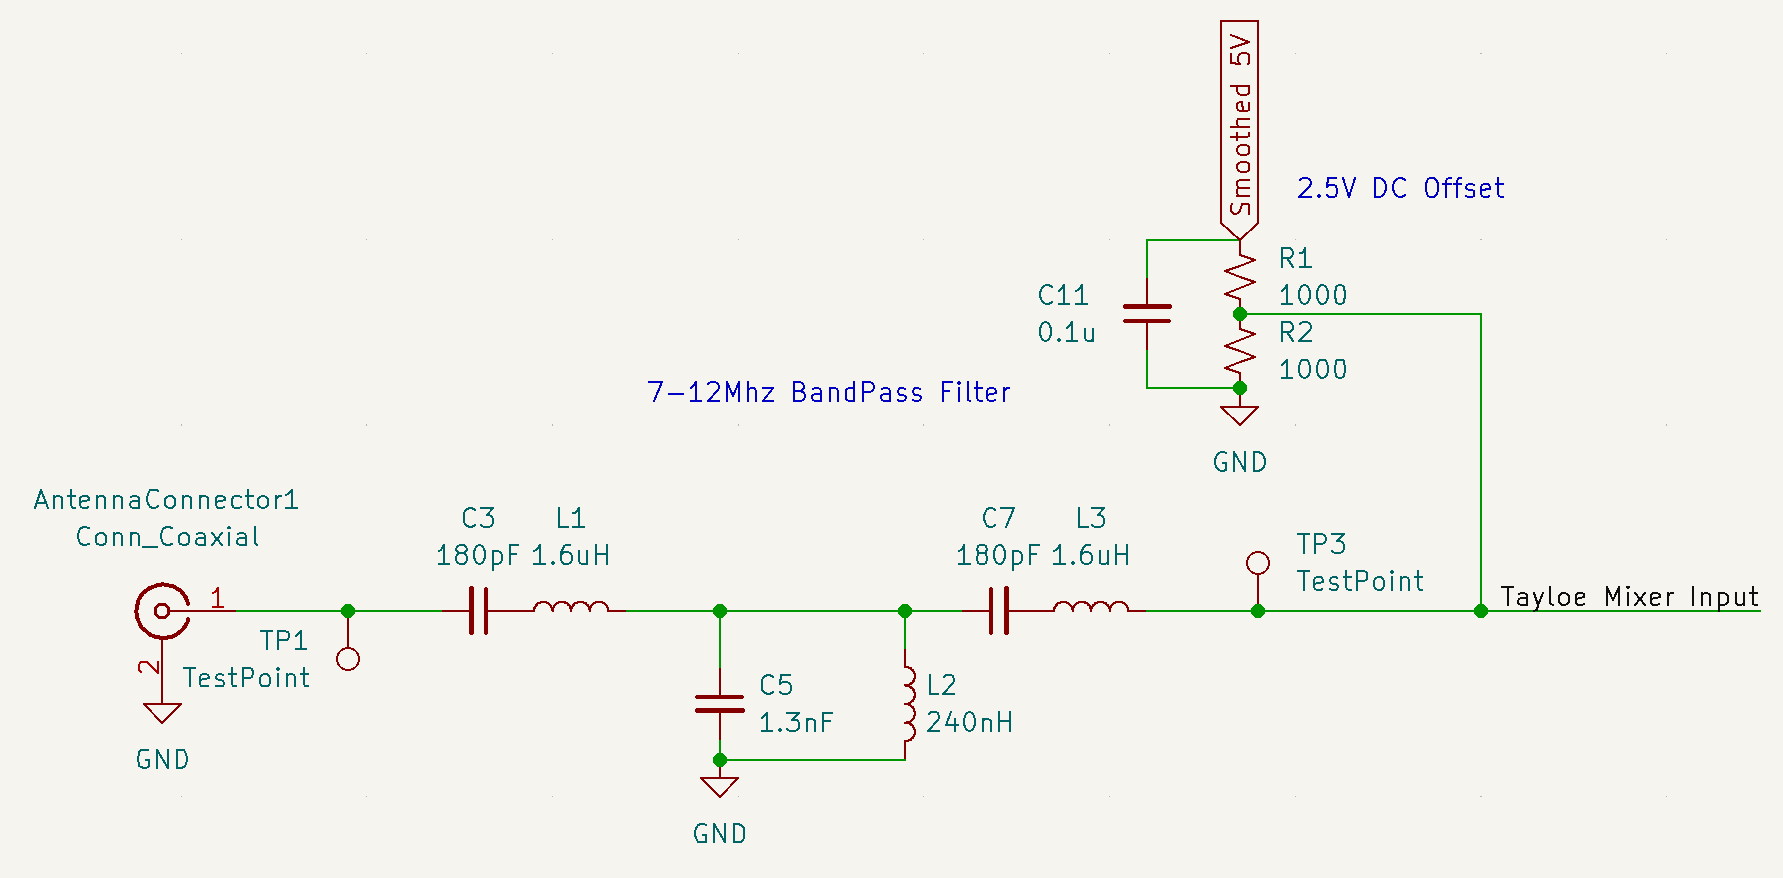 Smoothed 5V
2.5V DC Offset
R1
1000
C11
0.1u
R2
1000
7-12Mhz BandPass Filter
GND
AntennaConnector1
Conn_Coaxial
C3
180pF
L1
1.6uH
C7
180pF
L3
1.6uH
TP3
TestPoint
1
Tayloe Mixer Input
TP1
TestPoint
2
C5
1.3nF
L2
240nH
GND
GND